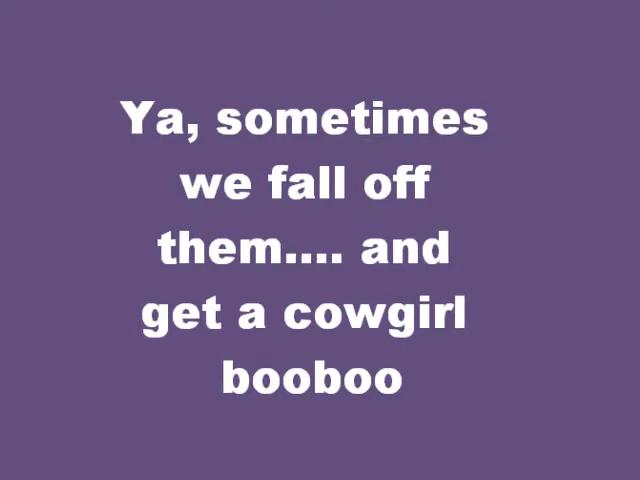 Ya, sometimes
we fall off
them.... and
get a cowgirl
booboo